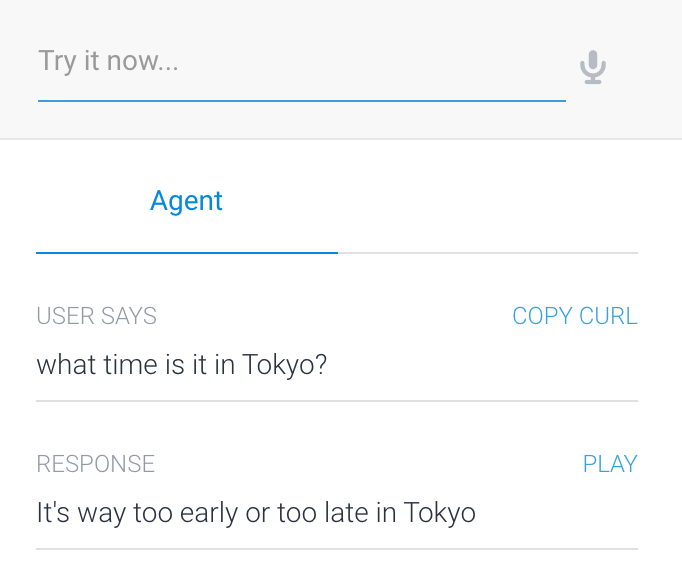 Try it now...
Agent
USER SAYS COPY CURL
what time is it in Tokyo?
RESPONSE PLAY
It's way too early or too late in Tokyo